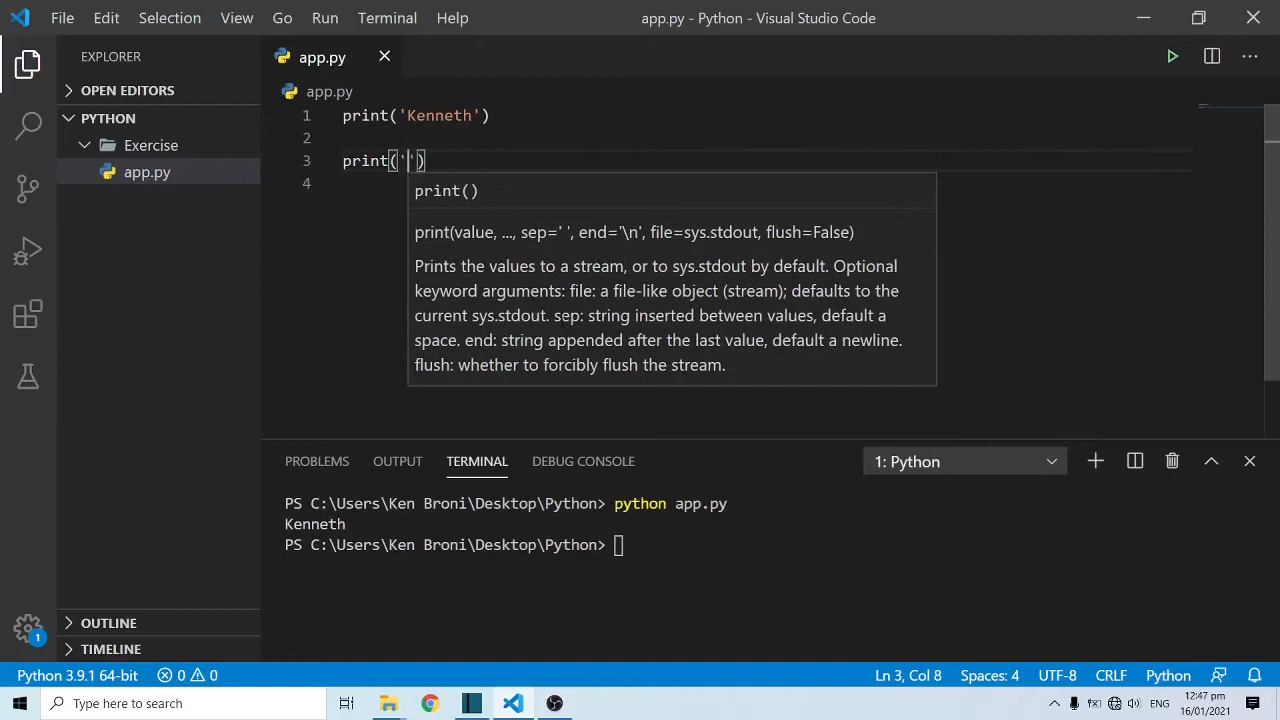 File Edit Selection View Go Run Terminal Help app.py - Python - Visual Studio Code
EXPLORER
app.py
OPEN EDITORS
app.py
PYTHON
1 print('Kenneth')
Exercise
2
app.py
3 print('')
4
print()
print(value, ..., sep=' ', end='\n', file=sys.stdout, flush=False)
Prints the values to a stream, or to sys.stdout by default. Optional
keyword arguments: file: a file-like object (stream); defaults to the
current sys.stdout. sep: string inserted between values, default a
space. end: string appended after the last value, default a newline.
flush: whether to forcibly flush the stream.
PROBLEMS OUTPUT TERMINAL DEBUG CONSOLE 1: Python
PS C:\Users\Ken Broni\Desktop\Python> python app.py
Kenneth
PS C:\Users\Ken Broni\Desktop\Python>
OUTLINE
1
TIMELINE
Python 3.9.1 64-bit 0 0 Ln 3, Col 8 Spaces: 4 UTF-8 CRLF Python
Type here to search
ENG
12:47 pm
16/01/2021